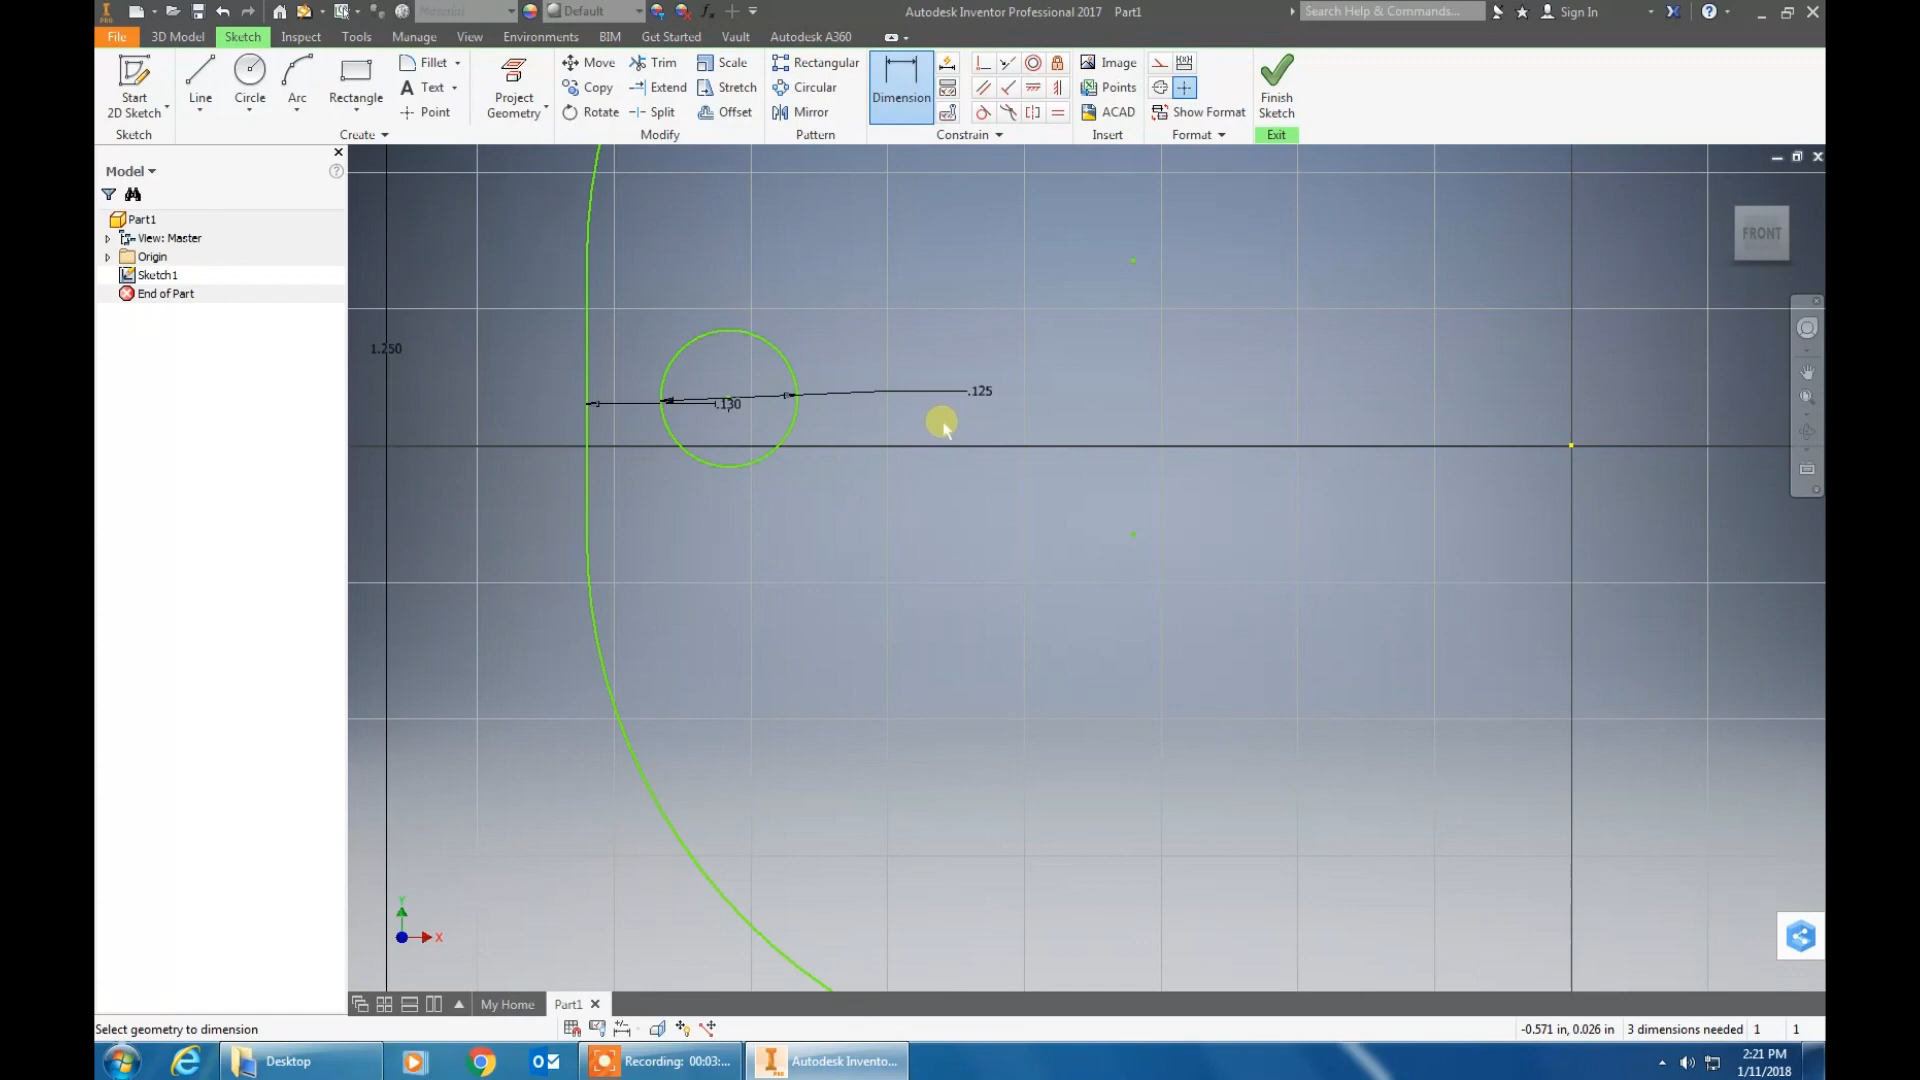 Material
Default
Autodesk Inventor Professional 2017 Part1
Search Help & Commands...
Sign In
PRO
File 3D Model Sketch Inspect Tools Manage View Environments BIM Get Started Vault Autodesk A360
Start
2D Sketch
Line
Circle
Arc
Rectangle
Fillet
Text
Point
Project
Geometry
Move
Copy
Rotate
Trim
Extend
Split
Scale
Stretch
Offset
Rectangular
Circular
Mirror
Dimension
Image
Points
ACAD
Show Format
Finish
Sketch
Sketch Create Modify Pattern Constrain Insert Format Exit
Model
Part1
View: Master
Origin
Sketch1
End of Part
FRONT
1.250
.125
.130
Y
X
My Home Part1
Select geometry to dimension
-0.571 in, 0.026 in 3 dimensions needed 1 1
Desktop
Recording: 00:03:...
Autodesk Invento...
2:21 PM
1/11/2018